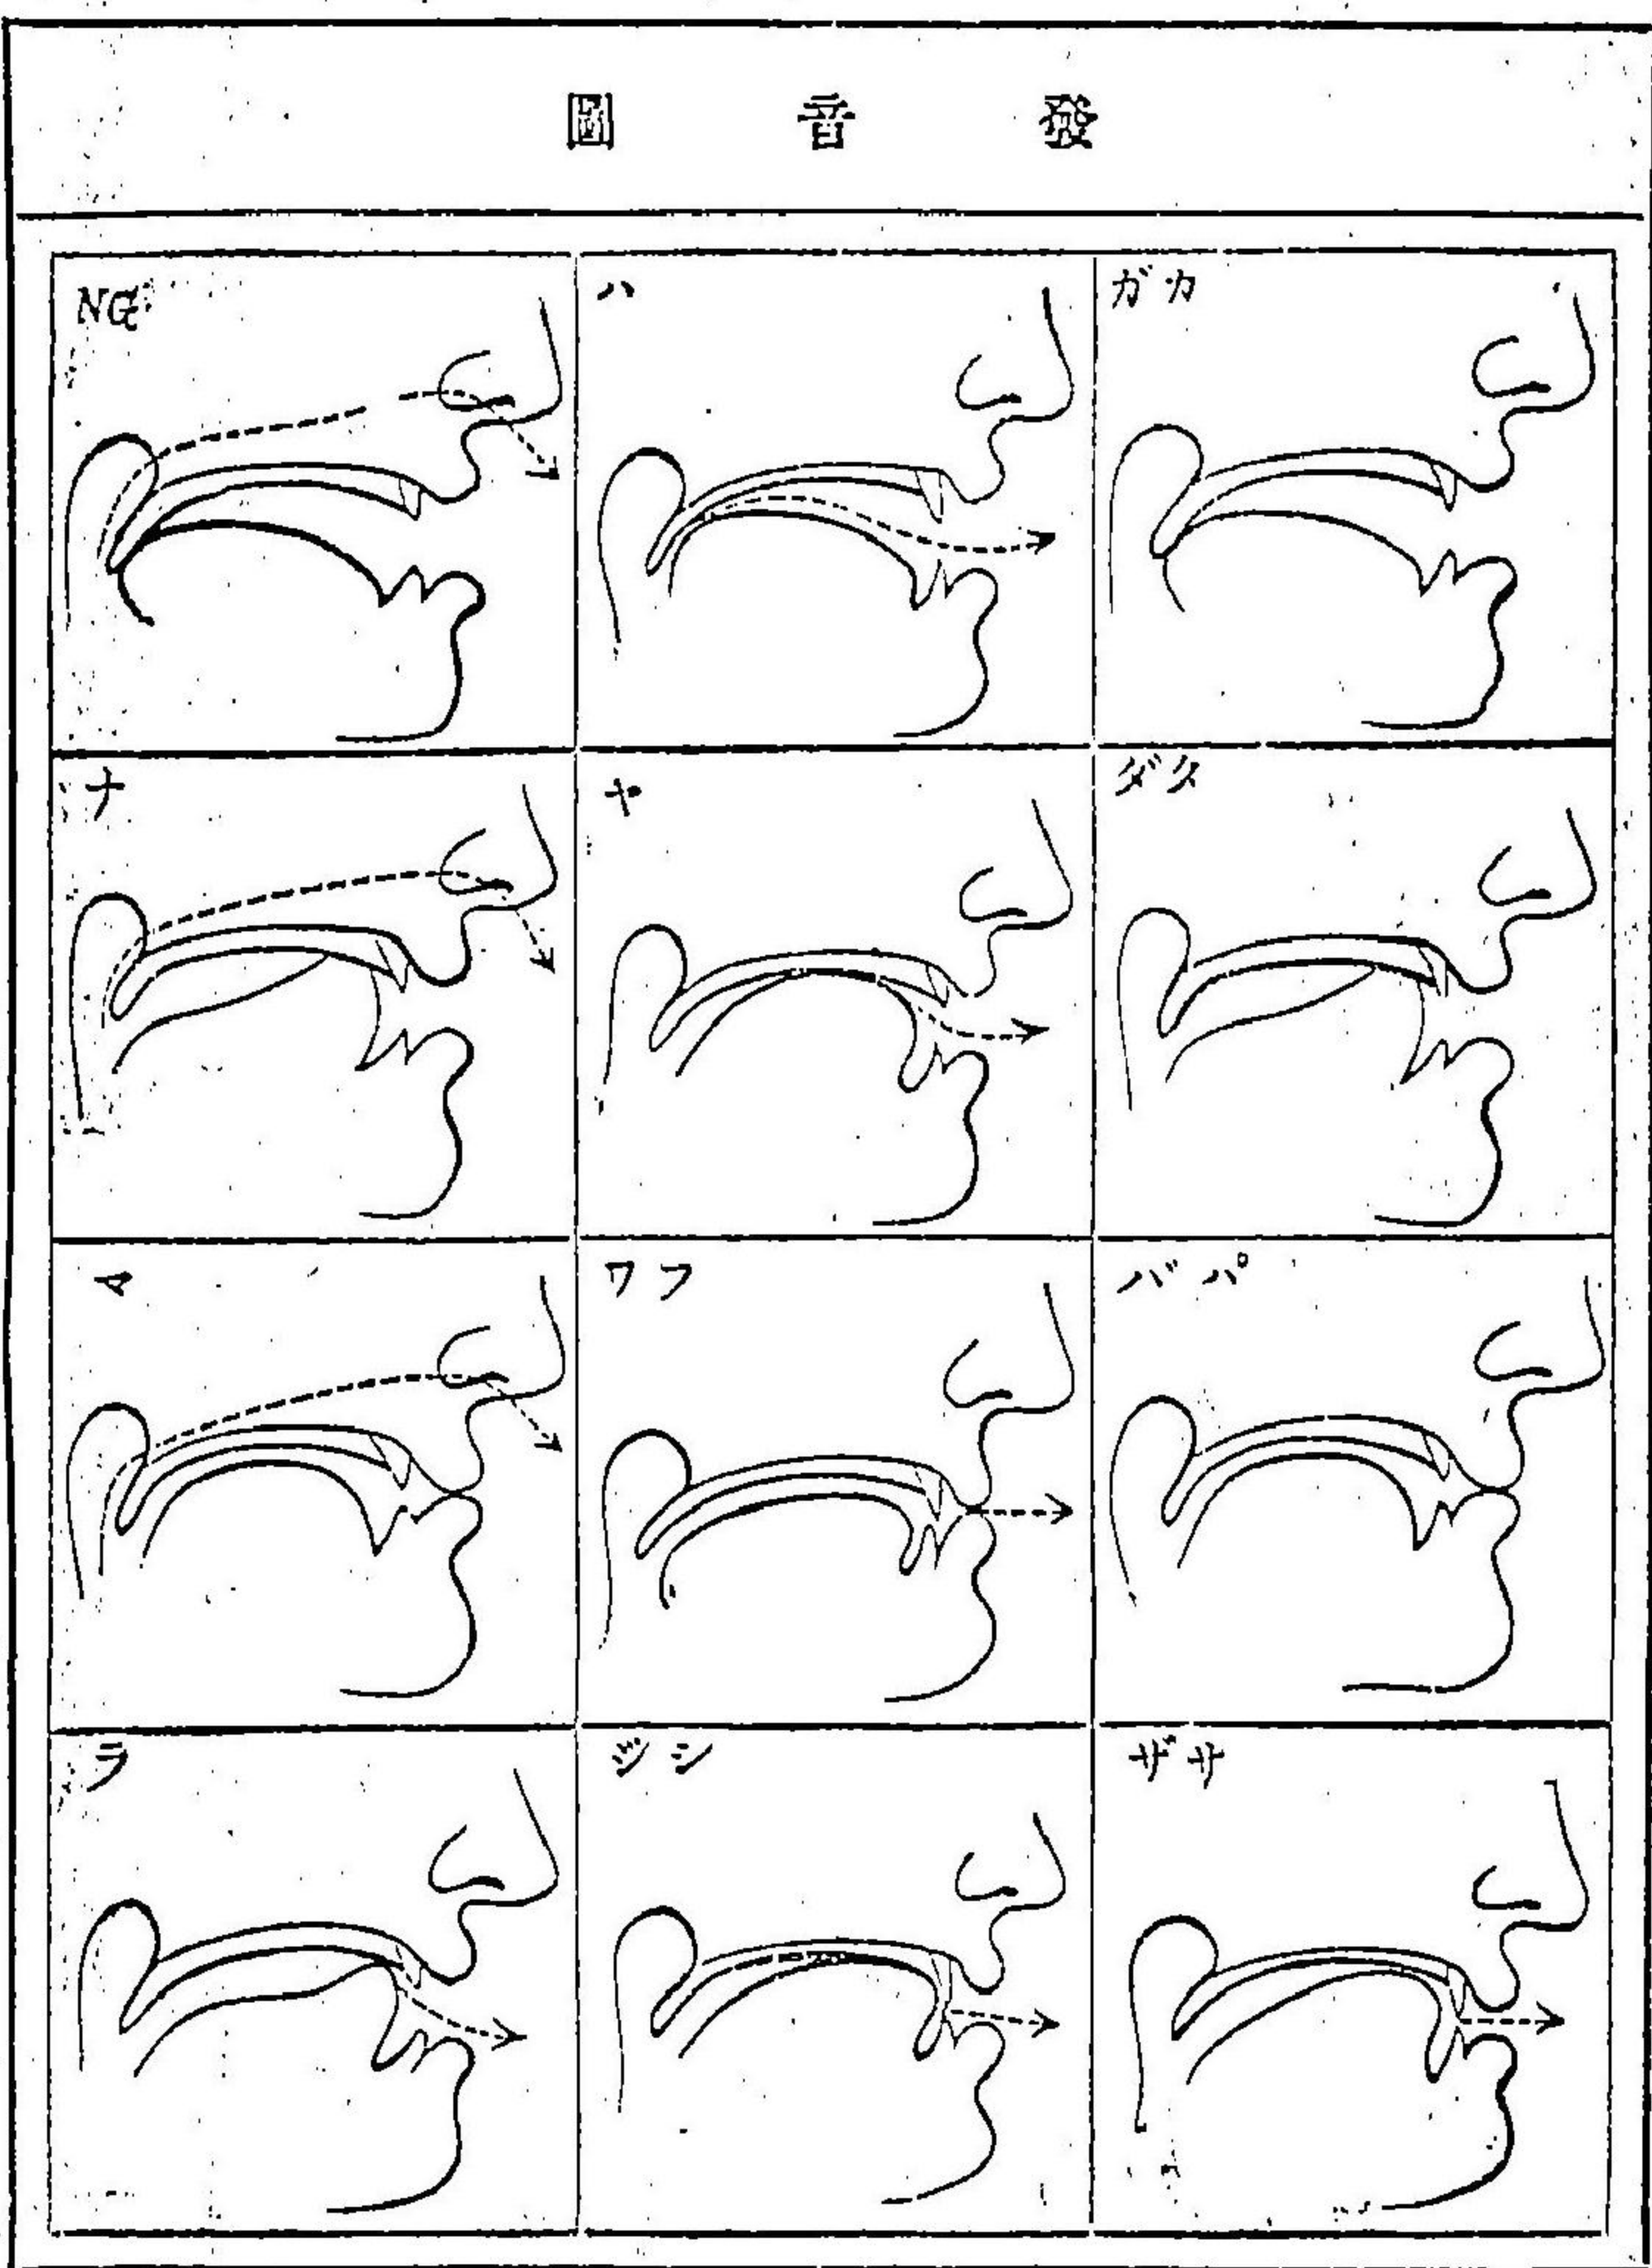 發音圖
カガ
ハ
NG
タダ
ヤ
ナ
パバ
フワ
マ
サザ
シジ
ラ